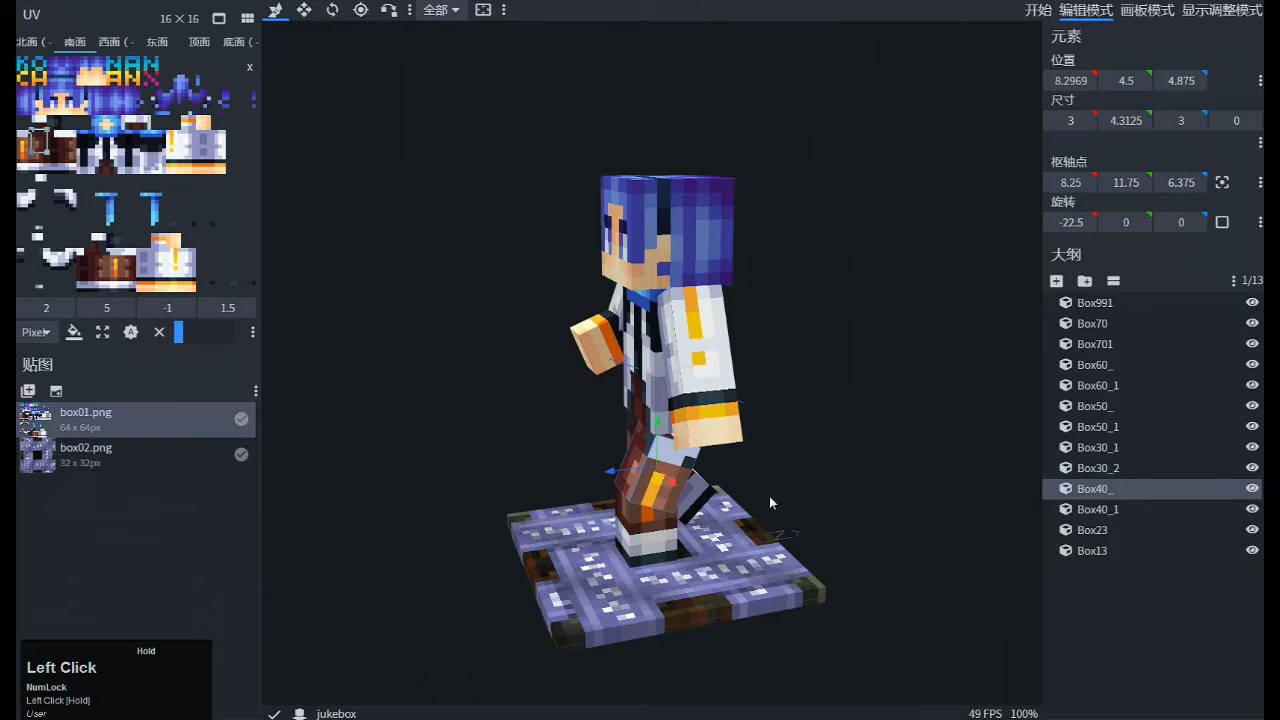 UV
16×16
北面 (
南面
西面 (
东面
顶面
底面 (
x
2
5
-1
1.5
Pixel
贴图
box01.png
64 x 64px
box02.png
32 x 32px
Hold
Left Click
NumLock
Left Click [Hold]
User
全部
jukebox
49 FPS
100%
开始
编辑模式
画板模式
显示调整模式
元素
位置
8.2969
4.5
4.875
尺寸
3
4.3125
3
0
枢轴点
8.25
11.75
6.375
旋转
-22.5
0
0
大纲
1/13
Box991
Box70
Box701
Box60_
Box60_1
Box50_
Box50_1
Box30_1
Box30_2
Box40_
Box40_1
Box23
Box13